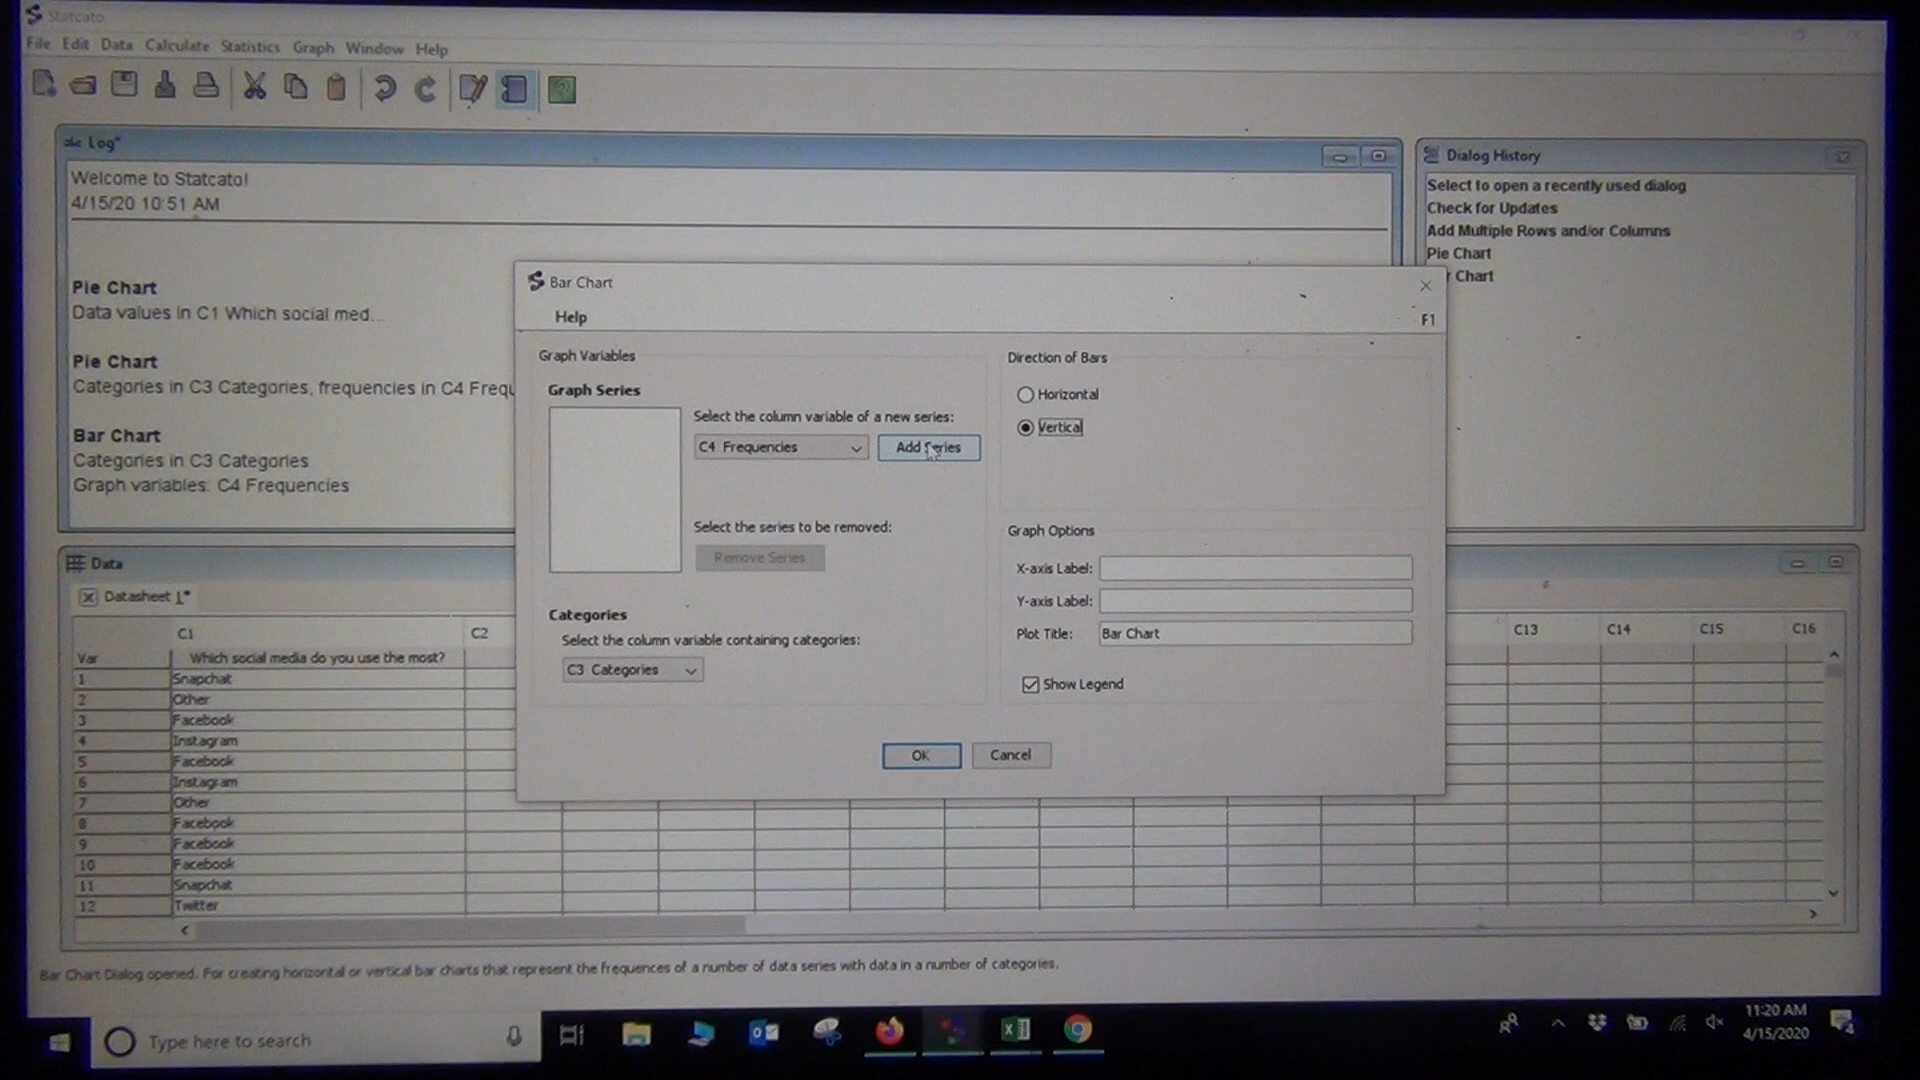 Statcato
File Edit Data Calculate Statistics Graph Window Help
Log*
Welcome to Statcato!
4/15/20 10:51 AM
Pie Chart
Data values in C1 Which social med...
Pie Chart
Categories in C3 Categories, frequencies in C4 Frequ
Bar Chart
Categories in C3 Categories
Graph variables: C4 Frequencies
Dialog History
Select to open a recently used dialog
Check for Updates
Add Multiple Rows and/or Columns
Pie Chart
r Chart
Bar Chart
Help F1
Graph Variables
Graph Series
Select the column variable of a new series:
C4 Frequencies Add Series
Select the series to be removed:
Remove Series
Categories
Select the column variable containing categories:
C3 Categories
Direction of Bars
Horizontal
Vertical
Graph Options
X-axis Label:
Y-axis Label:
Plot Title: Bar Chart
Show Legend
OK Cancel
Data
Datasheet 1*
C1 C2 C13 C14 C15 C16
Var Which social media do you use the most?
1 Snapchat
2 Other
3 Facebook
4 Instagram
5 Facebook
6 Instagram
7 Other
8 Facebook
9 Facebook
10 Facebook
11 Snapchat
12 Twitter
Bar Chart Dialog opened. For creating horizontal or vertical bar charts that represent the frequences of a number of data series with data in a number of categories.
Type here to search
11:20 AM
4/15/2020